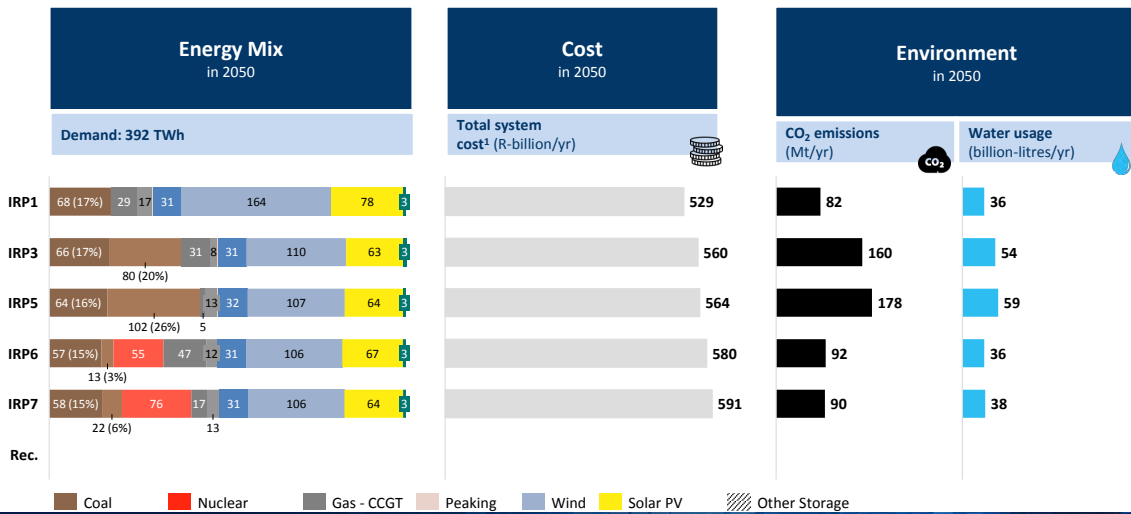 Energy Mix
in 2050
Cost
in 2050
Environment
in 2050
Demand: 392 TWh
Total system
cost¹ (R-billion/yr)
CO₂ emissions
(Mt/yr)
CO₂
Water usage
(billion-litres/yr)
IRP1 68 (17%) 29 17 31 164 78 3 529 82 36
IRP3 66 (17%) 31 8 31 110 63 3 560 160 54
80 (20%)
IRP5 64 (16%) 13 32 107 64 3 564 178 59
102 (26%) 5
IRP6 57 (15%) 55 47 12 31 106 67 3 580 92 36
13 (3%)
IRP7 58 (15%) 76 17 31 106 64 3 591 90 38
22 (6%) 13
Rec.
Coal Nuclear Gas - CCGT Peaking Wind Solar PV Other Storage